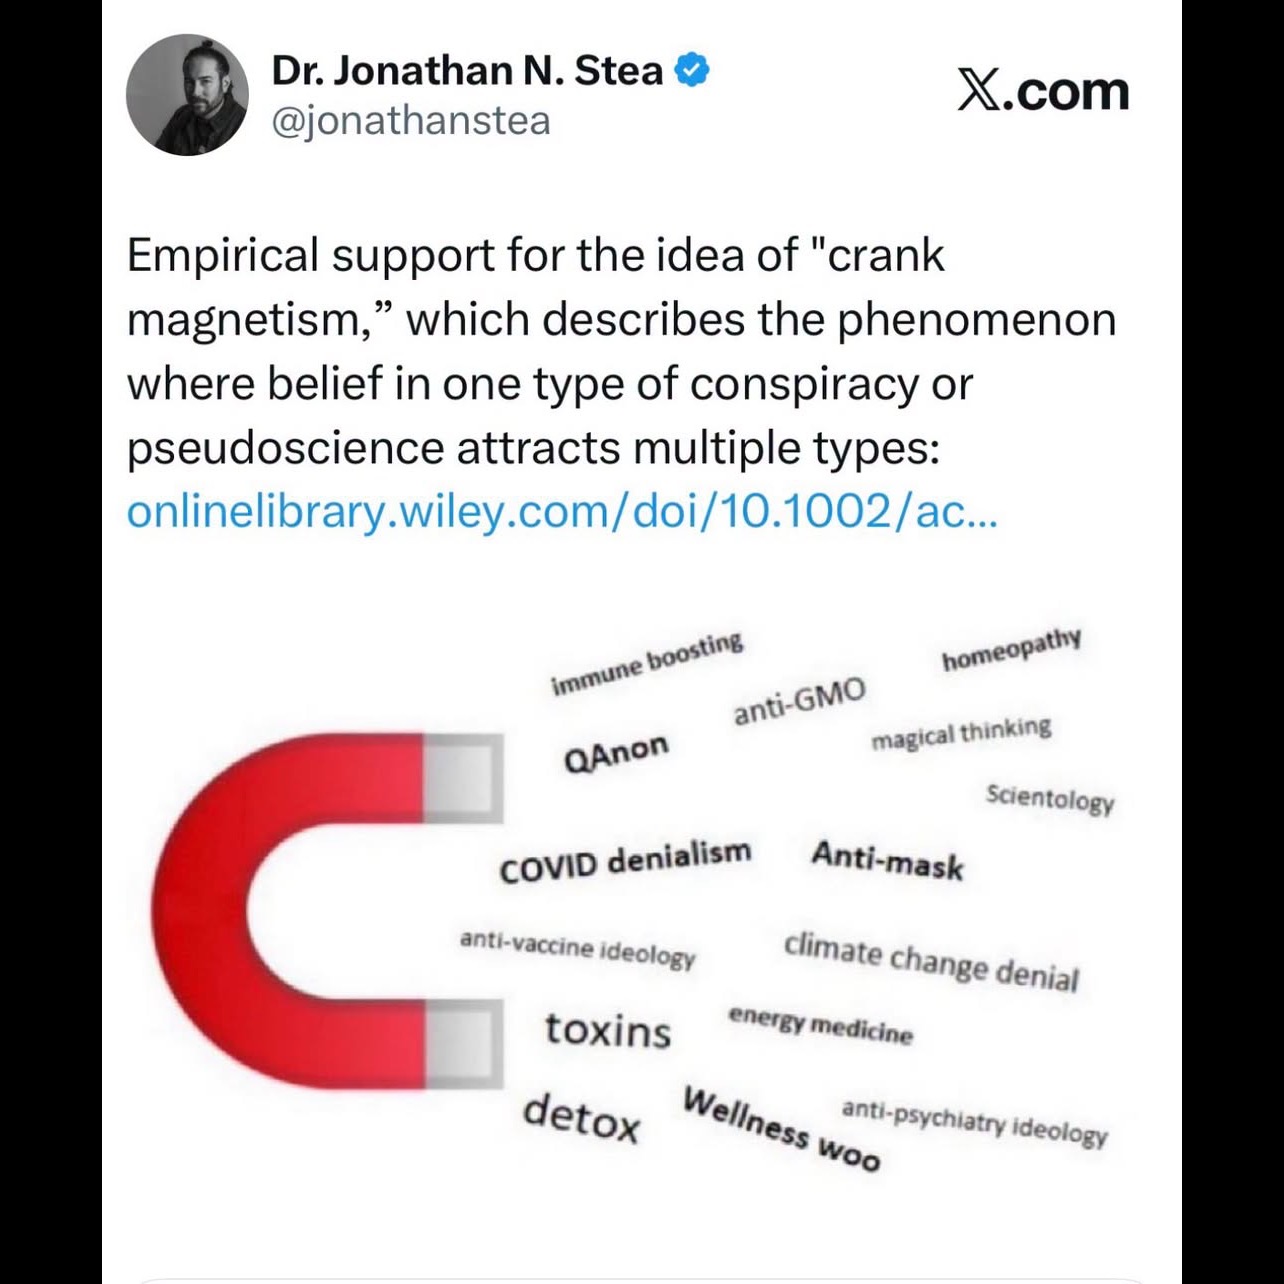 Dr. Jonathan N. Stea
X.com
@jonathanstea
Empirical support for the idea of "crank
magnetism,” which describes the phenomenon
where belief in one type of conspiracy or
pseudoscience attracts multiple types:
onlinelibrary.wiley.com/doi/10.1002/ac...
immune boosting
homeopathy
anti-GMO
QAnon
magical thinking
Scientology
COVID denialism
Anti-mask
anti-vaccine ideology
climate change denial
toxins
energy medicine
detox
Wellness woo
anti-psychiatry ideology